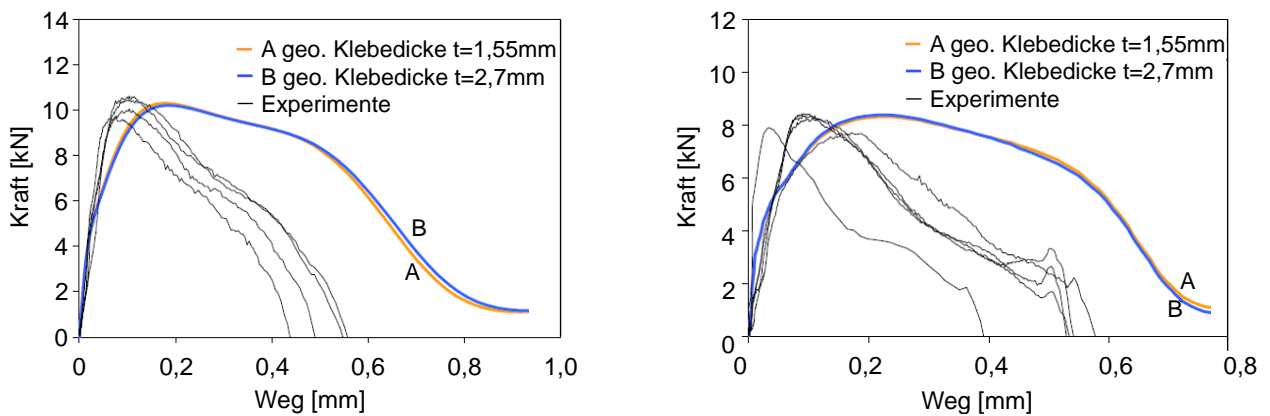 14
12
10
8
6
4
2
0
Kraft [kN]
A geo. Klebedicke t=1,55mm
B geo. Klebedicke t=2,7mm
Experimente
B
A
0
0,2
0,4
0,6
0,8
1,0
Weg [mm]
12
10
8
6
4
2
0
Kraft [kN]
A geo. Klebedicke t=1,55mm
B geo. Klebedicke t=2,7mm
Experimente
A
B
0
0,2
0,4
0,6
0,8
Weg [mm]